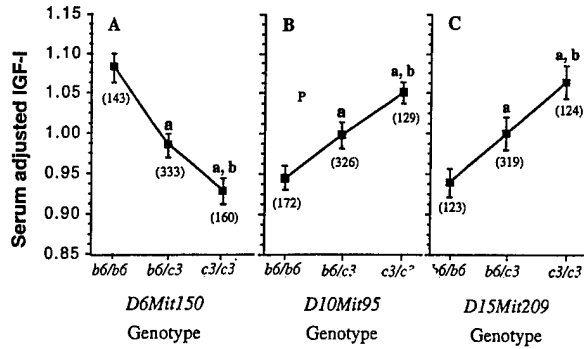 A
B
C
Serum adjusted IGF-I
1.15
1.10
1.05
1.00
0.95
0.90
0.85
(143)
a
(333)
a, b
(160)
P
(172)
a
(326)
a, b
(129)
(123)
a
(319)
a, b
(124)
b6/b6 b6/c3 c3/c3
b6/b6 b6/c3
b6/c3 c3/c3
D6Mit150 D10Mit95 D15Mit209
Genotype Genotype Genotype